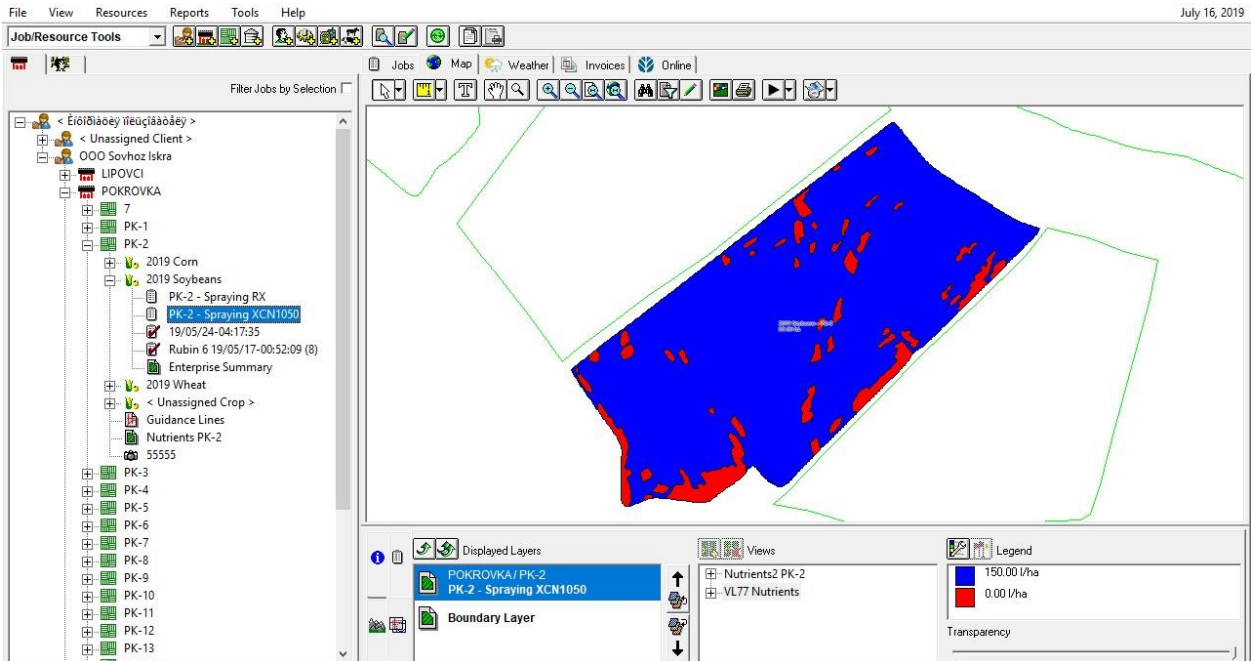 File View Resources Reports Tools Help
July 16, 2019
Job/Resource Tools
Jobs Map Weather Invoices Online
Filter Jobs by Selection
< Unassigned Client >
OOO Sovhoz Iskra
LIPOVCI
POKROVKA
7
PK-1
PK-2
2019 Corn
2019 Soybeans
PK-2 - Spraying RX
PK-2 - Spraying XCN1050
19/05/24-04:17:35
Rubin 6 19/05/17-00:52:09 (8)
Enterprise Summary
2019 Wheat
< Unassigned Crop >
Guidance Lines
Nutrients PK-2
55555
PK-3
PK-4
PK-5
PK-6
PK-7
PK-8
PK-9
PK-10
PK-11
PK-12
PK-13
Displayed Layers
POKROVKA/ PK-2
PK-2 - Spraying XCN1050
Boundary Layer
Views
Nutrients2 PK-2
VL77 Nutrients
Legend
150.00 l/ha
0.00 l/ha
Transparency